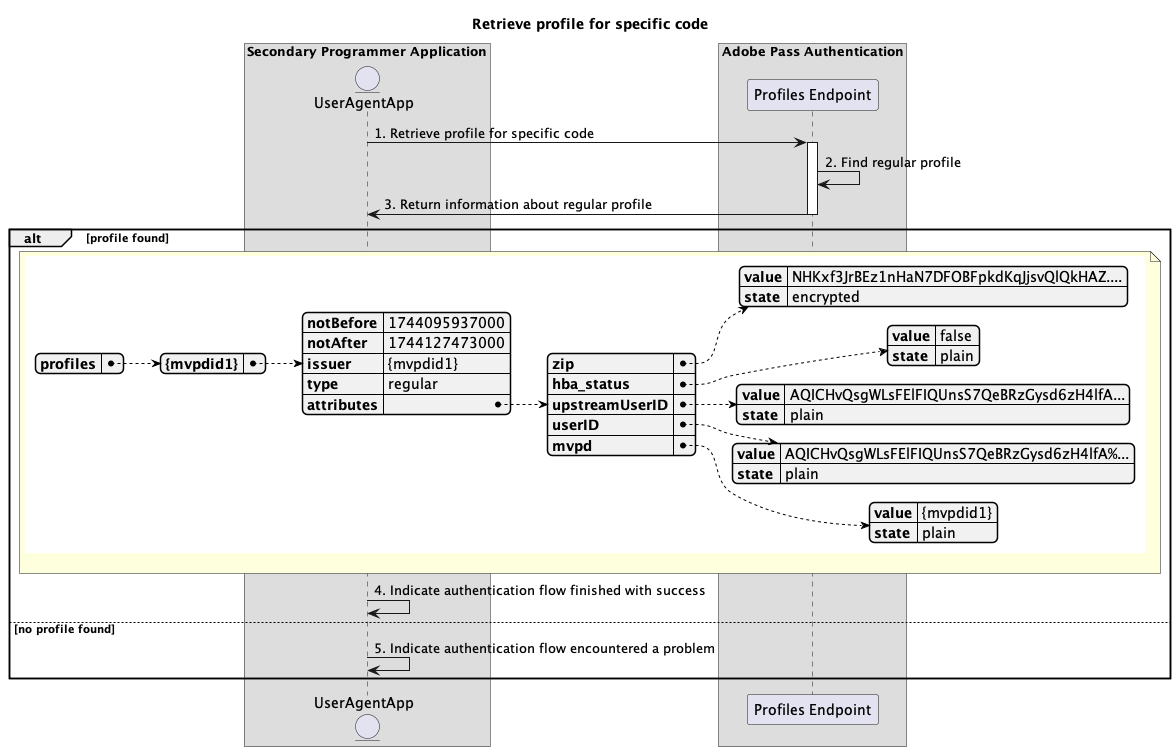 Retrieve profile for specific code
Secondary Programmer Application
Adobe Pass Authentication
UserAgentApp
Profiles Endpoint
1. Retrieve profile for specific code
2. Find regular profile
3. Return information about regular profile
alt [profile found]
profiles
{mvpdid1}
notBefore 1744095937000
notAfter 1744127473000
issuer {mvpdid1}
type regular
attributes
zip
hba_status
upstreamUserID
userID
mvpd
value NHKxf3JrBEz1nHaN7DFOBFpkdKqJjsvQlQkHAZ....
state encrypted
value false
state plain
value AQICHvQsgWLsFElFIQUnsS7QeBRzGysd6zH4lfA...
state plain
value AQICHvQsgWLsFElFIQUnsS7QeBRzGysd6zH4lfA%...
state plain
value {mvpdid1}
state plain
4. Indicate authentication flow finished with success
[no profile found]
5. Indicate authentication flow encountered a problem
UserAgentApp
Profiles Endpoint